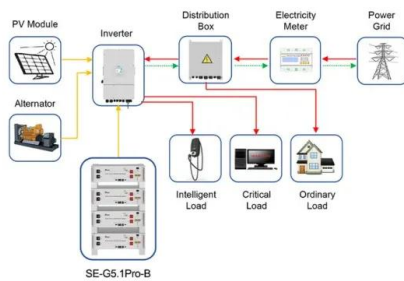 PV Module
Inverter
Distribution
Box
Electricity
Meter
Power
Grid
Alternator
Intelligent
Load
Critical
Load
Ordinary
Load
SE-G5.1Pro-B